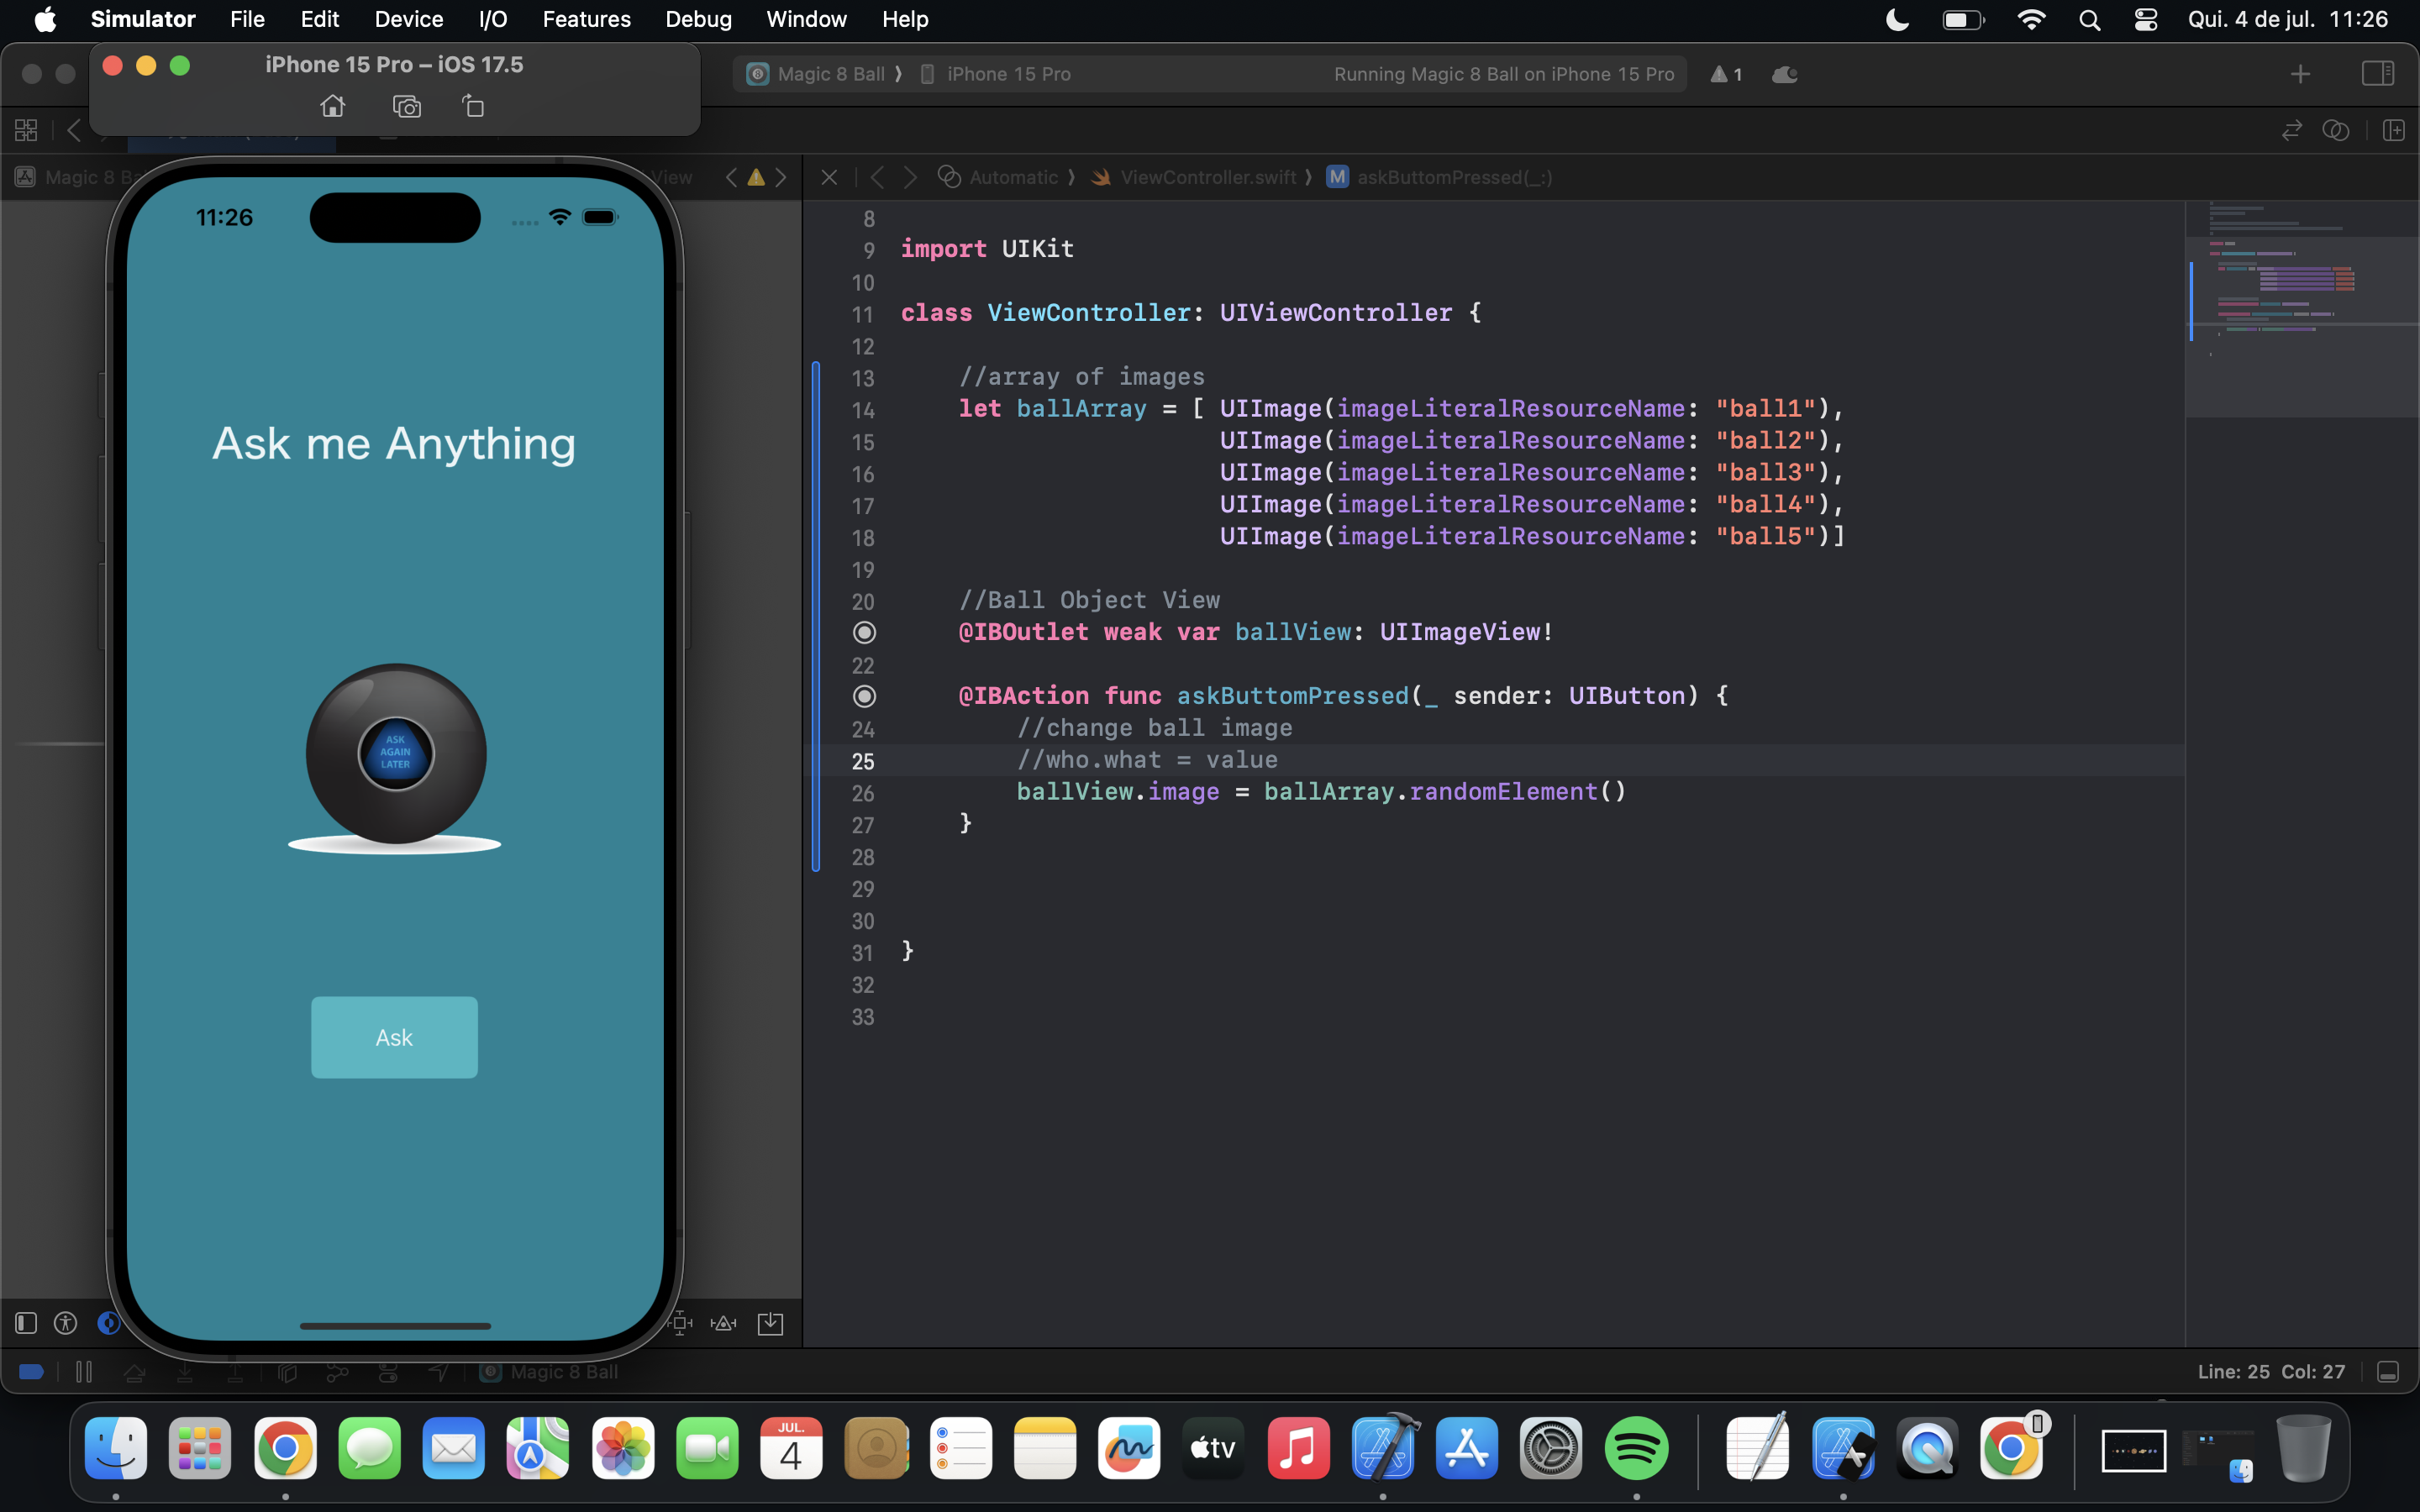 Simulator File Edit Device I/O Features Debug Window Help Qui. 4 de jul. 11:26
iPhone 15 Pro – iOS 17.5
Magic 8 Ball ⟩ iPhone 15 Pro Running Magic 8 Ball on iPhone 15 Pro 1
Magic 8 Ba View Automatic ⟩ ViewController.swift ⟩ M askButtomPressed(_:)
11:26
Ask me Anything
ASK
AGAIN
LATER
Ask
8
9 import UIKit
10
11 class ViewController: UIViewController {
12
13 //array of images
14 let ballArray = [ UIImage(imageLiteralResourceName: "ball1"),
15 UIImage(imageLiteralResourceName: "ball2"),
16 UIImage(imageLiteralResourceName: "ball3"),
17 UIImage(imageLiteralResourceName: "ball4"),
18 UIImage(imageLiteralResourceName: "ball5")]
19
20 //Ball Object View
@IBOutlet weak var ballView: UIImageView!
22
@IBAction func askButtomPressed(_ sender: UIButton) {
24 //change ball image
25 //who.what = value
26 ballView.image = ballArray.randomElement()
27 }
28
29
30
31 }
32
33
Magic 8 Ball Line: 25 Col: 27
JUL.
4
tv